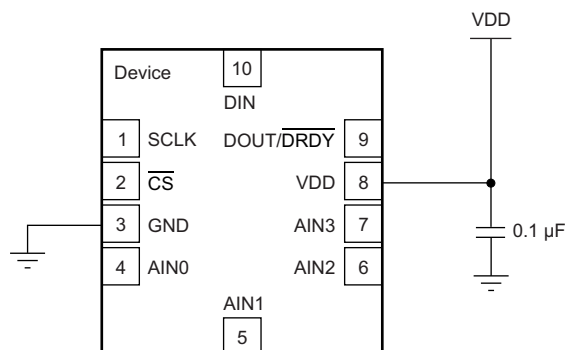 VDD
Device
10
DIN
1 SCLK DOUT/DRDY 9
2 CS VDD 8
3 GND AIN3 7
0.1 µF
4 AIN0 AIN2 6
AIN1
5